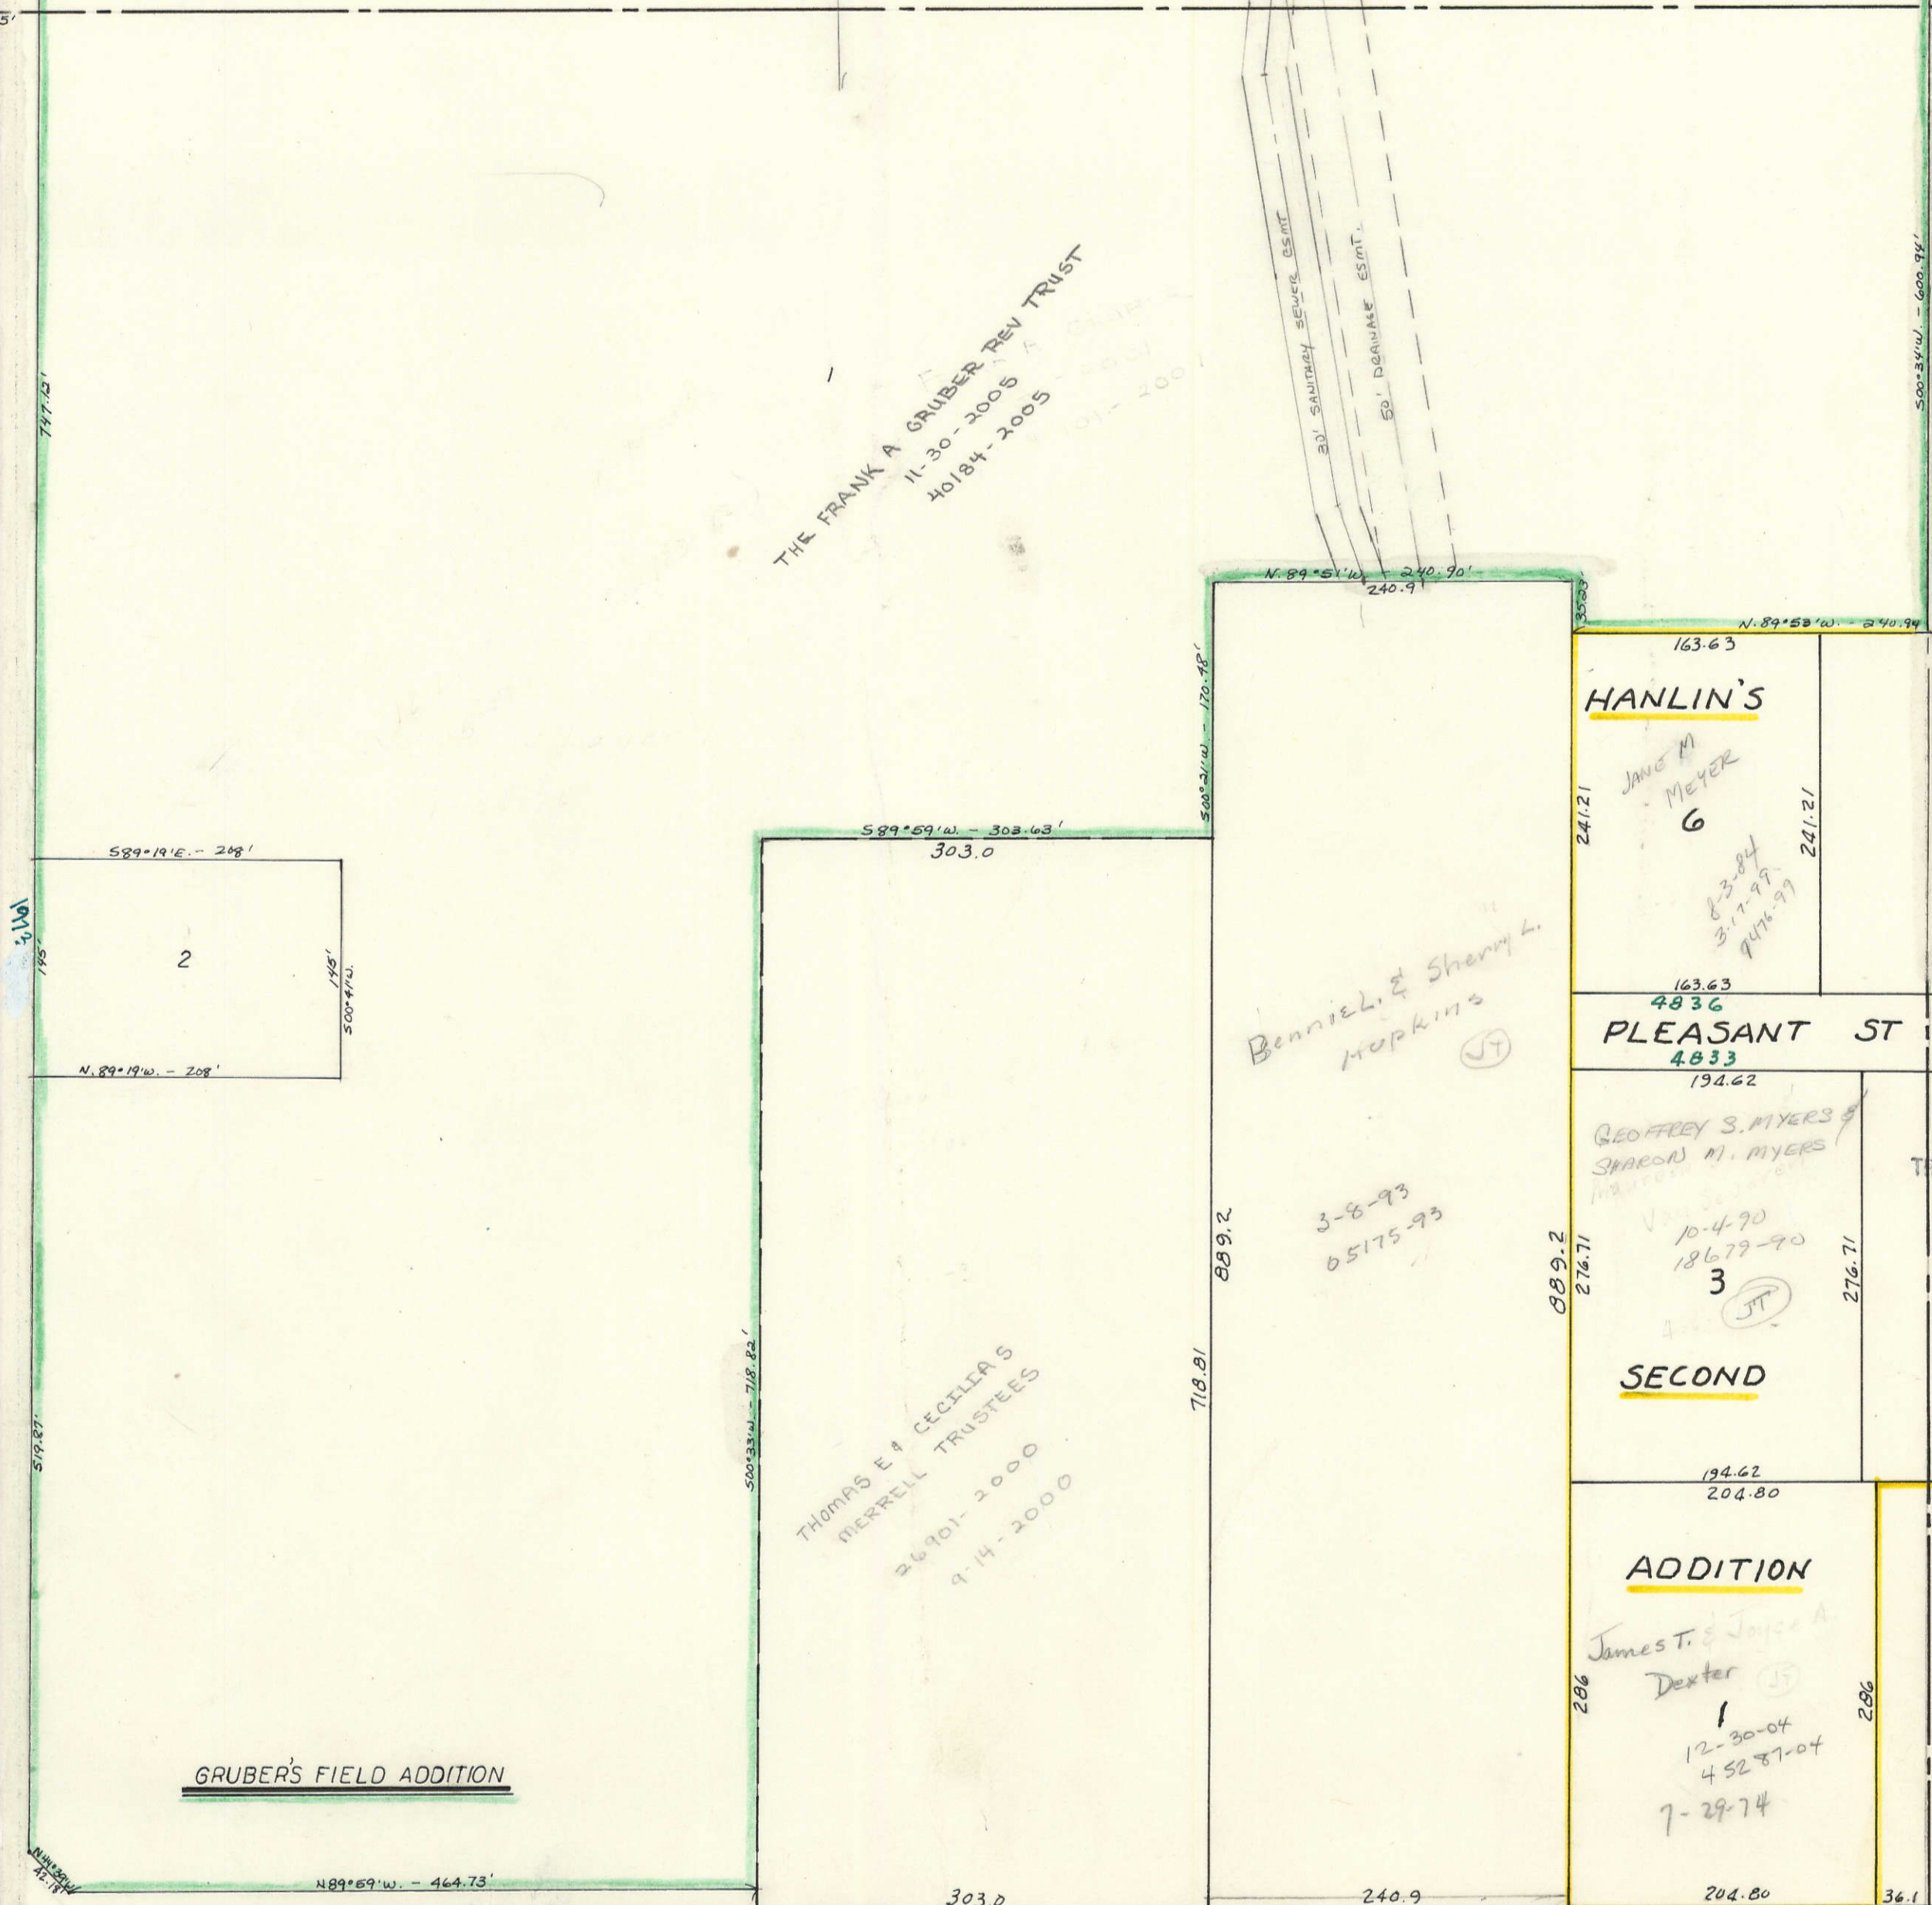 5'
747.12'
1
THE FRANK A GRUBER REV TRUST
11-30-2005
40184-2005
30' SANITARY SEWER ESMT
50' DRAINAGE ESMT.
S00°34'W. - 600.94'
N.89°51'W. - 240.90'
240.9
35.23'
N.89°53'W. - 240.94
163.63
HANLIN'S
JANE M
MEYER
6
8-3-84
3-17-99
241.21
241.21
163.63
4836
PLEASANT ST
4833
194.62
GEOFFREY S. MYERS &
SHARON M. MYERS
10-4-90
18679-90
3
JT
276.71
276.71
SECOND
194.62
204.80
ADDITION
James T. & Joyce A.
Dexter
JT
1
12-30-04
45287-04
7-29-74
286
286
204.80
36.1
S00°21'W. - 170.48'
S89°59'W. - 303.63'
303.0
S89°19'E. - 208'
195'
2
145'
S00°41'W.
N.89°19'W. - 208'
Bennie L. & Sherry L.
Hopkins
JT
3-8-93
05175-93
889.2
889.2
718.81
S00°33'W. - 718.82'
THOMAS E & CECILIA S
MERRELL TRUSTEES
26901-2000
9-14-2000
519.87'
GRUBER'S FIELD ADDITION
N89°59'W. - 464.73'
303.0
240.9